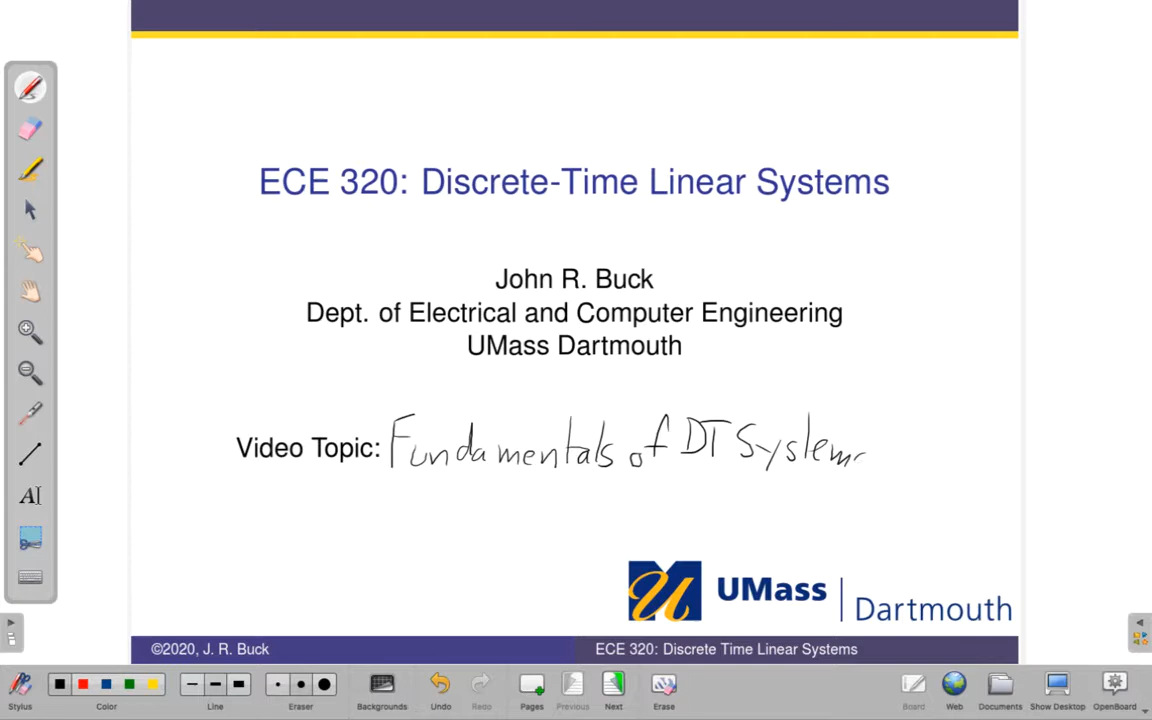 ECE 320: Discrete-Time Linear Systems
John R. Buck
Dept. of Electrical and Computer Engineering
UMass Dartmouth
Video Topic: Fundamentals of DT Systems
UMass | Dartmouth
©2020, J. R. Buck
ECE 320: Discrete Time Linear Systems
Stylus
Color
Line
Eraser
Backgrounds
Undo
Redo
Pages
Previous
Next
Erase
Board
Web
Documents
Show Desktop
OpenBoard